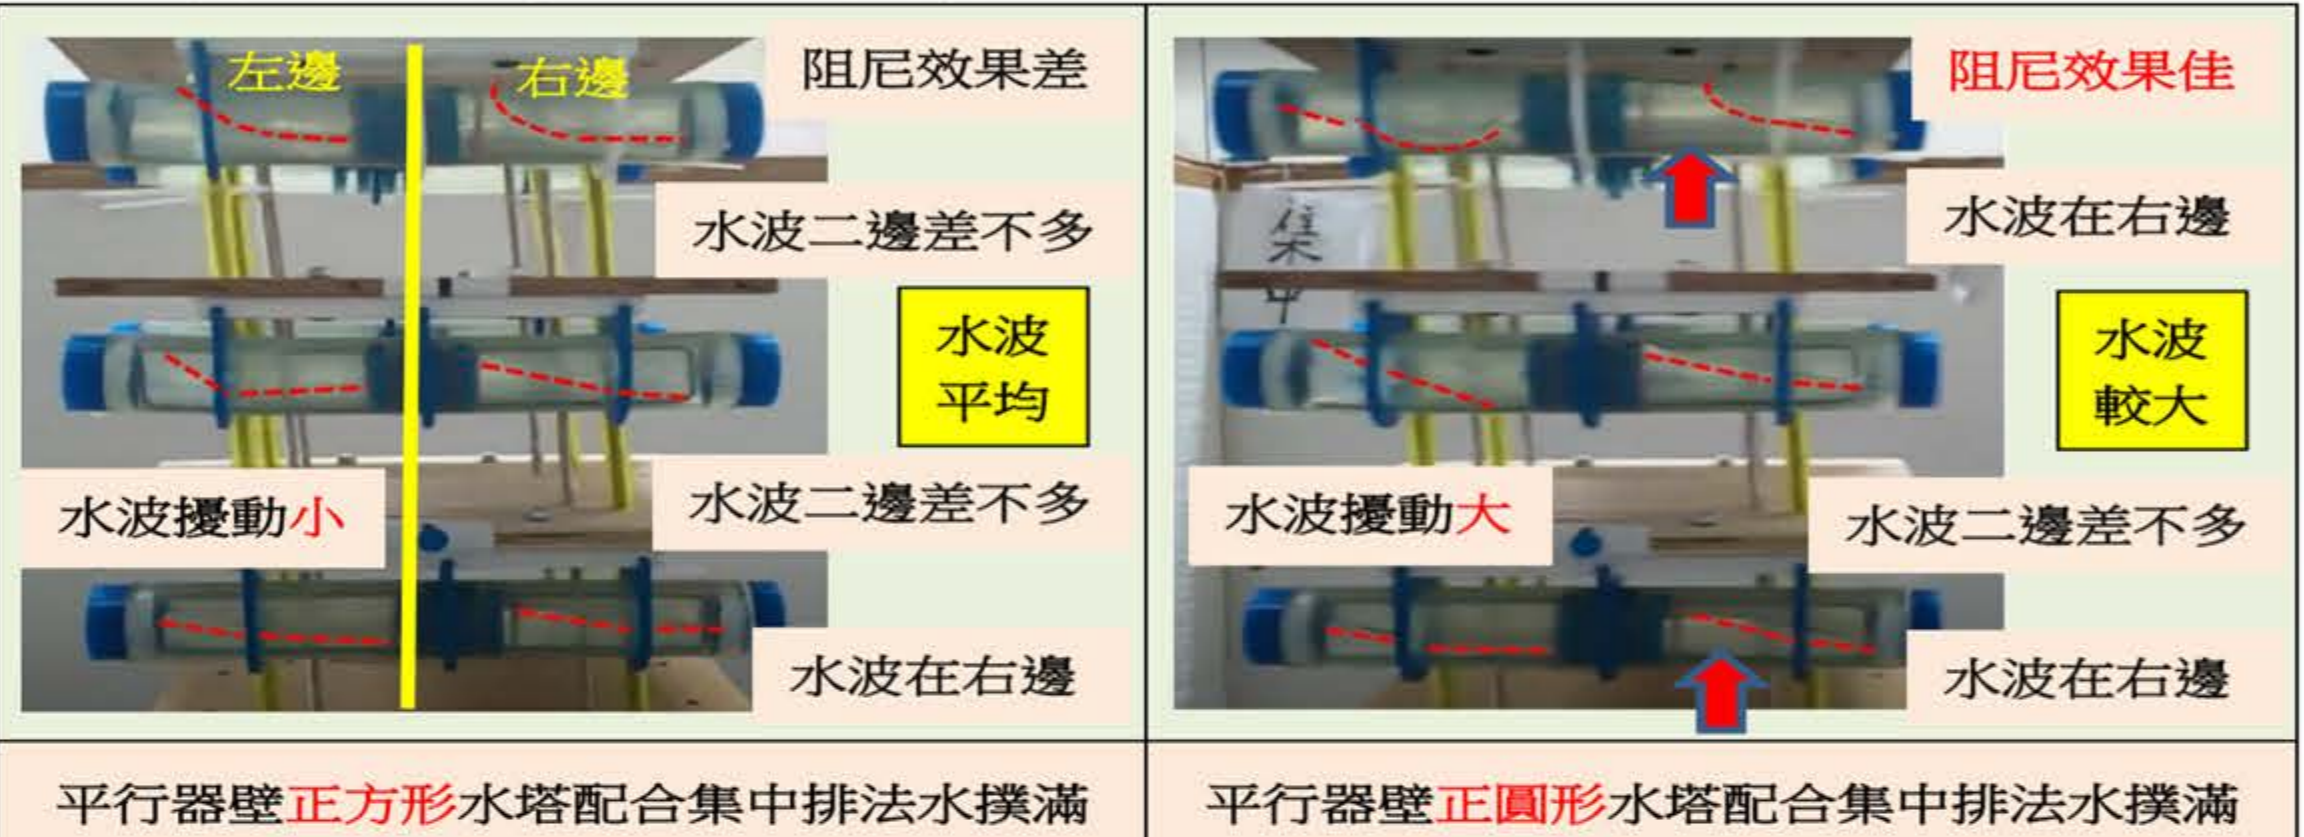 左邊
右邊
阻尼效果差
水波二邊差不多
水波
平均
水波擾動小
水波二邊差不多
水波在右邊
平行器壁正方形水塔配合集中排法水撲滿
阻尼效果佳
水波在右邊
水波
較大
水波擾動大
水波二邊差不多
水波在右邊
平行器壁正圓形水塔配合集中排法水撲滿